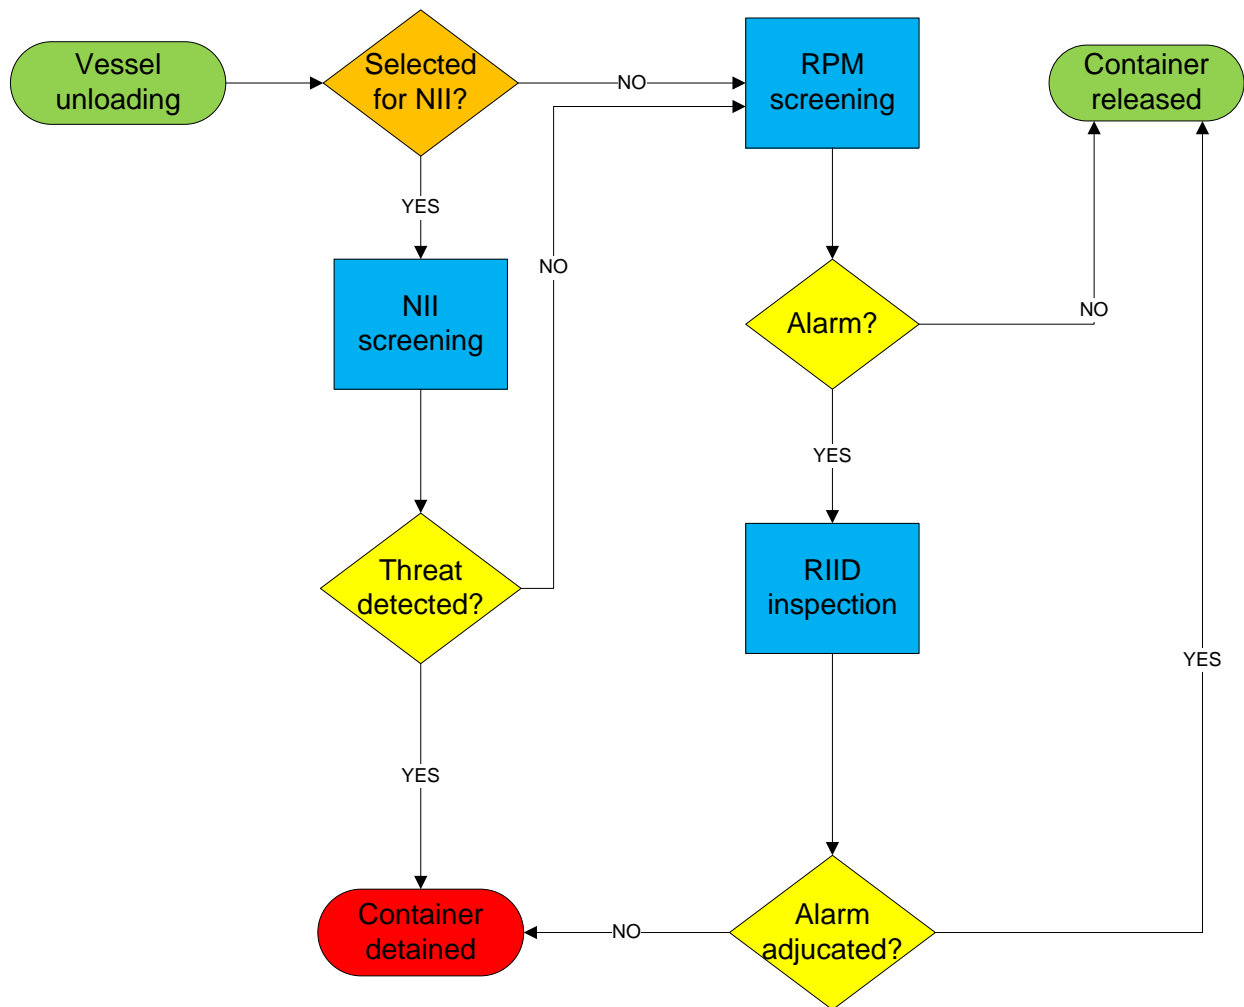 Vessel
unloading
Selected
for NII?
NO
RPM
screening
Container
released
YES
NO
NII
screening
Alarm?
NO
YES
Threat
detected?
RIID
inspection
YES
YES
Container
detained
NO
Alarm
adjucated?